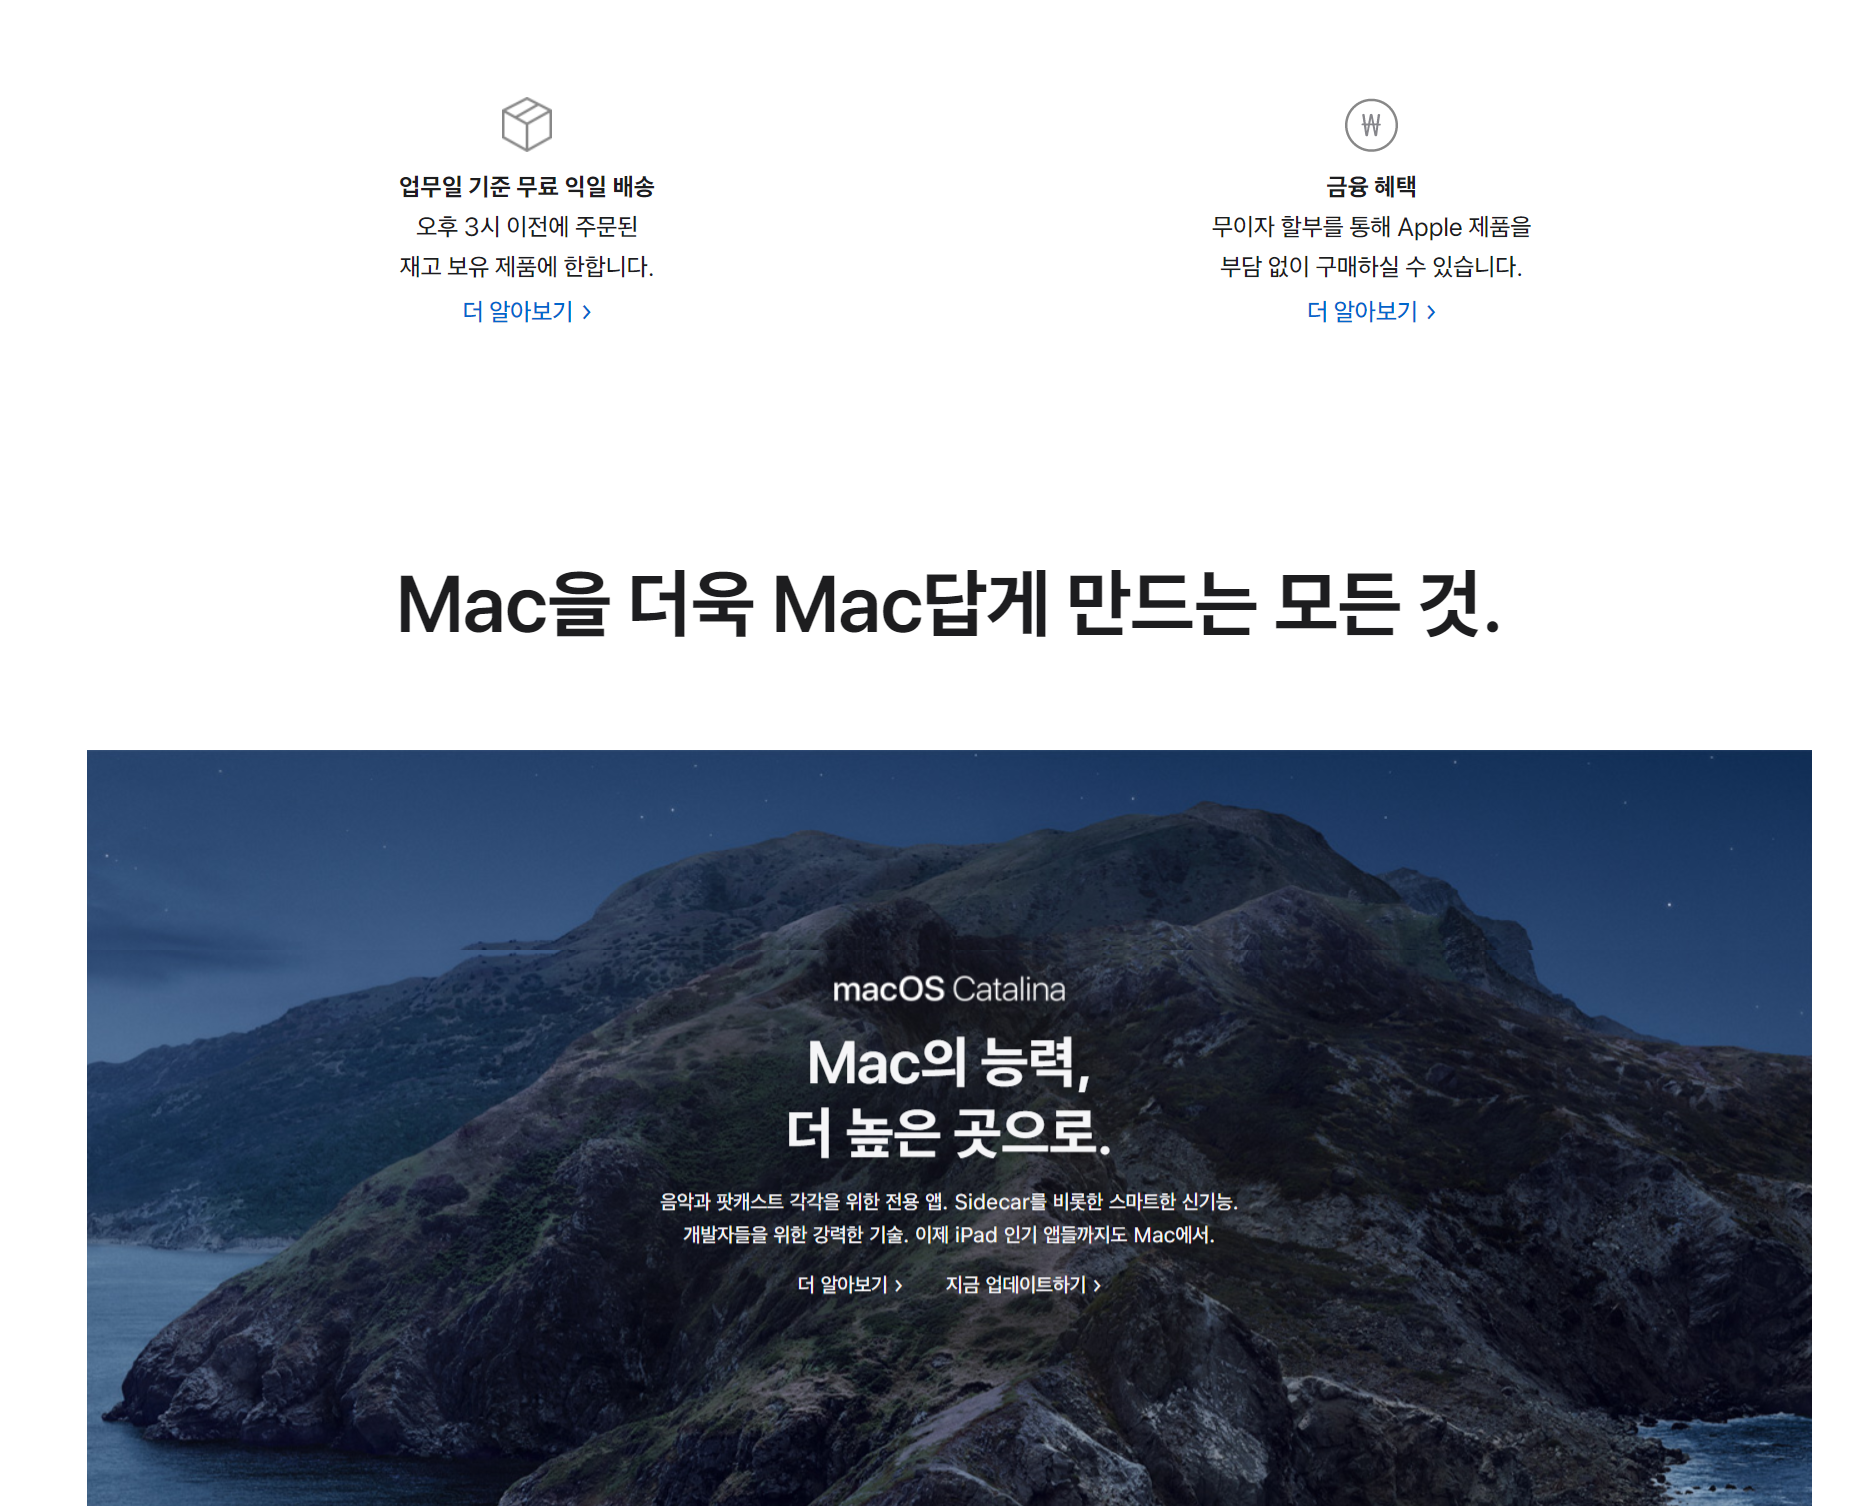 업무일 기준 무료 익일 배송
오후 3시 이전에 주문된
재고 보유 제품에 한합니다.
더 알아보기 >
₩
금융 혜택
무이자 할부를 통해 Apple 제품을
부담 없이 구매하실 수 있습니다.
더 알아보기 >
Mac을 더욱 Mac답게 만드는 모든 것.
macOS Catalina
Mac의 능력,
더 높은 곳으로.
음악과 팟캐스트 각각을 위한 전용 앱. Sidecar를 비롯한 스마트한 신기능.
개발자들을 위한 강력한 기술. 이제 iPad 인기 앱들까지도 Mac에서.
더 알아보기 > 지금 업데이트하기 >